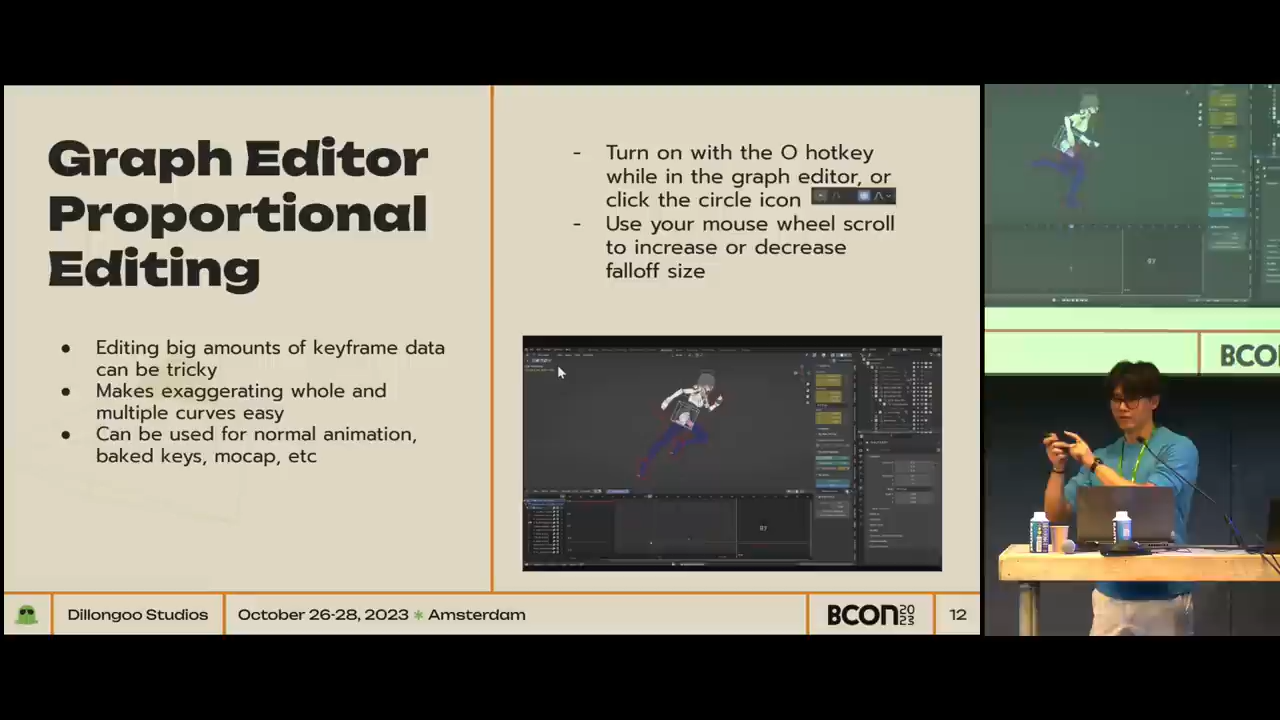 Graph Editor
Proportional
Editing
● Editing big amounts of keyframe data
can be tricky
● Makes exaggerating whole and
multiple curves easy
● Can be used for normal animation,
baked keys, mocap, etc
- Turn on with the O hotkey
while in the graph editor, or
click the circle icon
- Use your mouse wheel scroll
to increase or decrease
falloff size
Dillongoo Studios
October 26-28, 2023 ✶ Amsterdam
BCON 2023
12
BCO